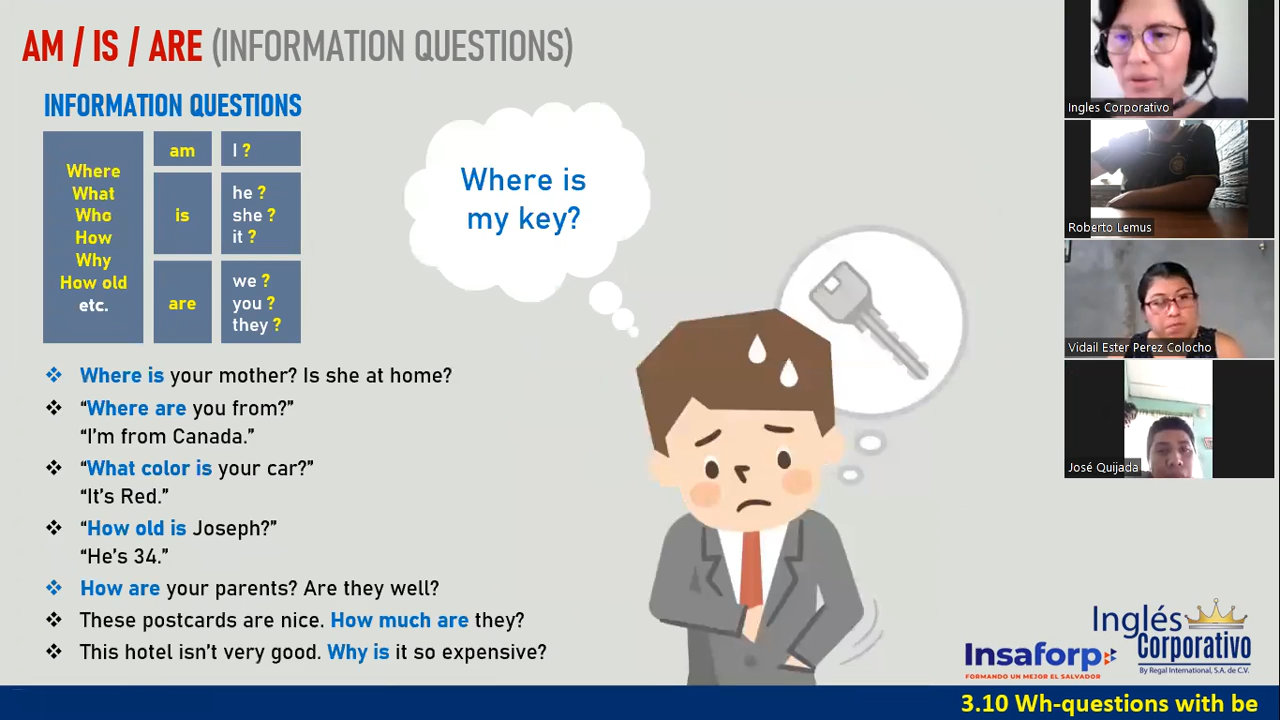 AM / IS / ARE (INFORMATION QUESTIONS)
INFORMATION QUESTIONS
Where
What
Who
How
Why
How old
etc.
am
is
are
I ?
he ?
she ?
it ?
we ?
you ?
they ?
Where is your mother? Is she at home?
“Where are you from?”
“I’m from Canada.”
“What color is your car?”
“It’s Red.”
“How old is Joseph?”
“He’s 34.”
How are your parents? Are they well?
These postcards are nice. How much are they?
This hotel isn’t very good. Why is it so expensive?
Where is
my key?
Ingles Corporativo
Roberto Lemus
Vidail Ester Perez Colocho
José Quijada
Insaforp
FORMANDO UN MEJOR EL SALVADOR
Inglés
Corporativo
By Regal International, S.A. de C.V.
3.10 Wh-questions with be